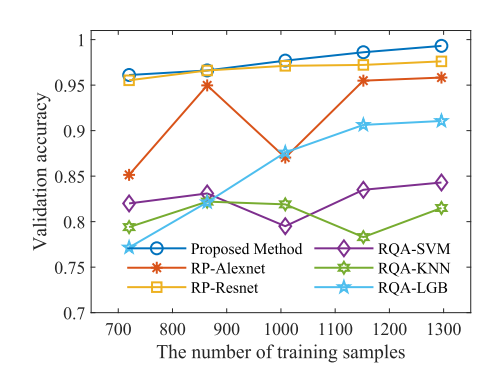 1
0.95
0.9
0.85
0.8
0.75
0.7
Validation accuracy
Proposed Method
RP-Alexnet
RP-Resnet
RQA-SVM
RQA-KNN
RQA-LGB
700 800 900 1000 1100 1200 1300
The number of training samples